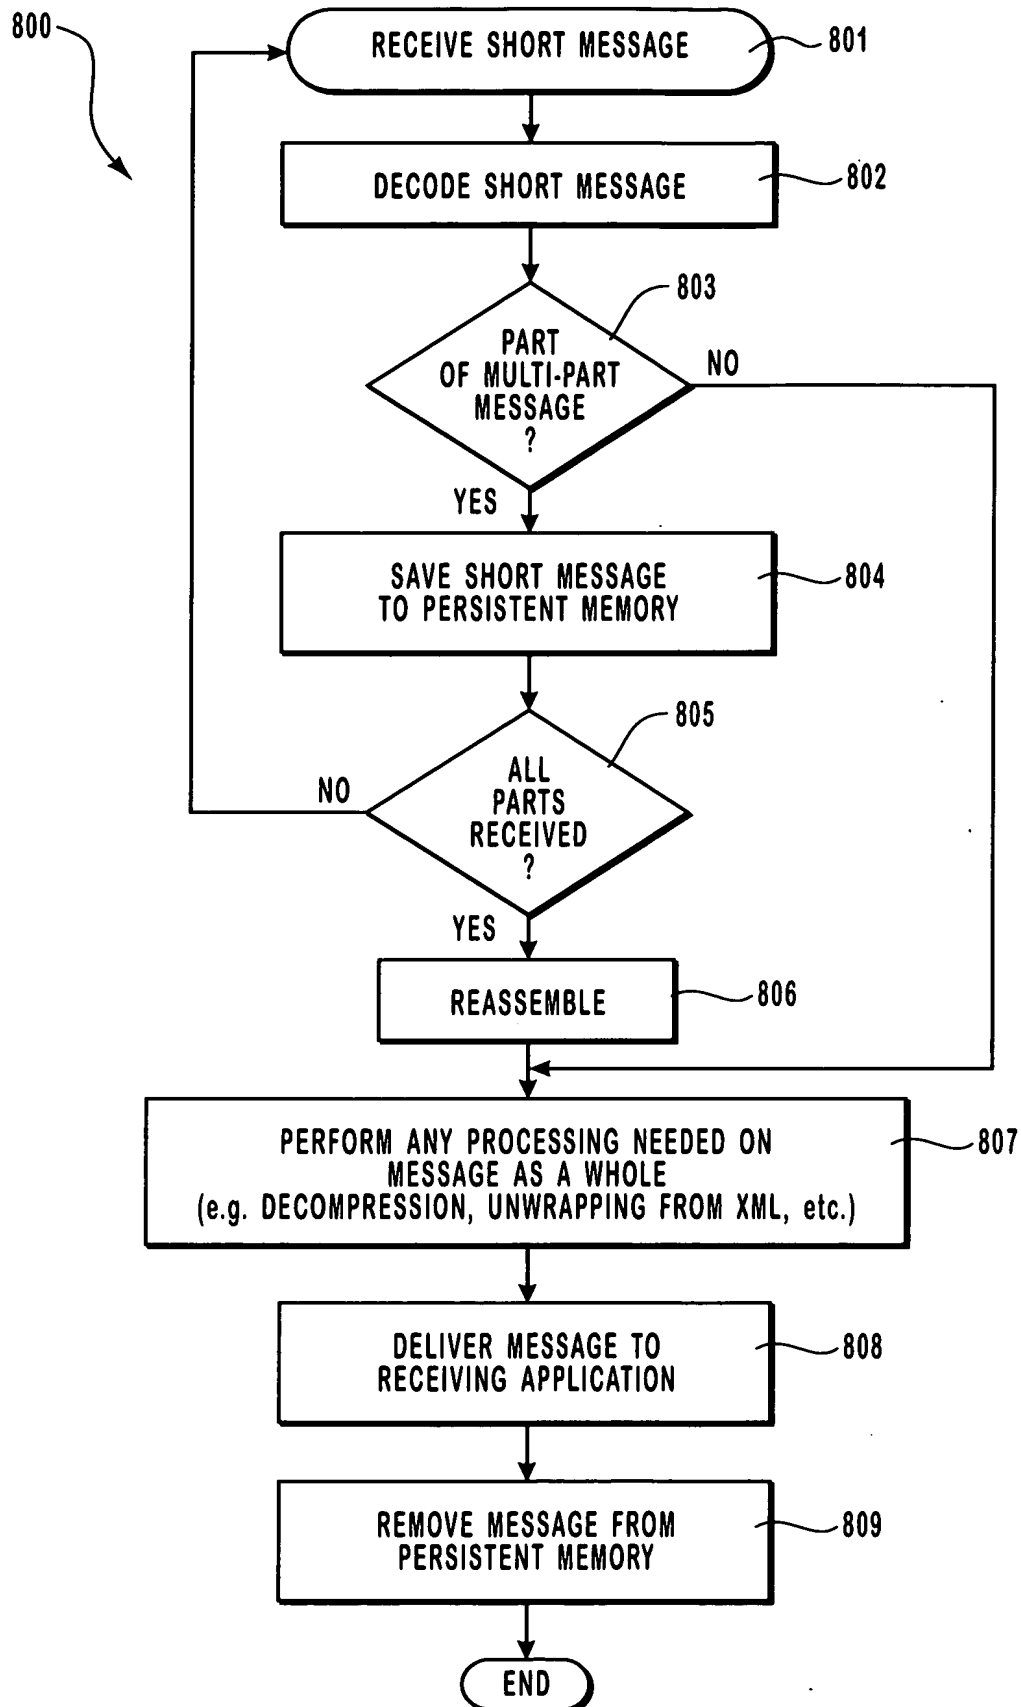 800
RECEIVE SHORT MESSAGE
801
DECODE SHORT MESSAGE
802
803
PART
OF MULTI-PART
MESSAGE
?
NO
YES
SAVE SHORT MESSAGE
TO PERSISTENT MEMORY
804
805
ALL
PARTS
RECEIVED
?
NO
YES
REASSEMBLE
806
PERFORM ANY PROCESSING NEEDED ON
MESSAGE AS A WHOLE
(e.g. DECOMPRESSION, UNWRAPPING FROM XML, etc.)
807
DELIVER MESSAGE TO
RECEIVING APPLICATION
808
REMOVE MESSAGE FROM
PERSISTENT MEMORY
809
END